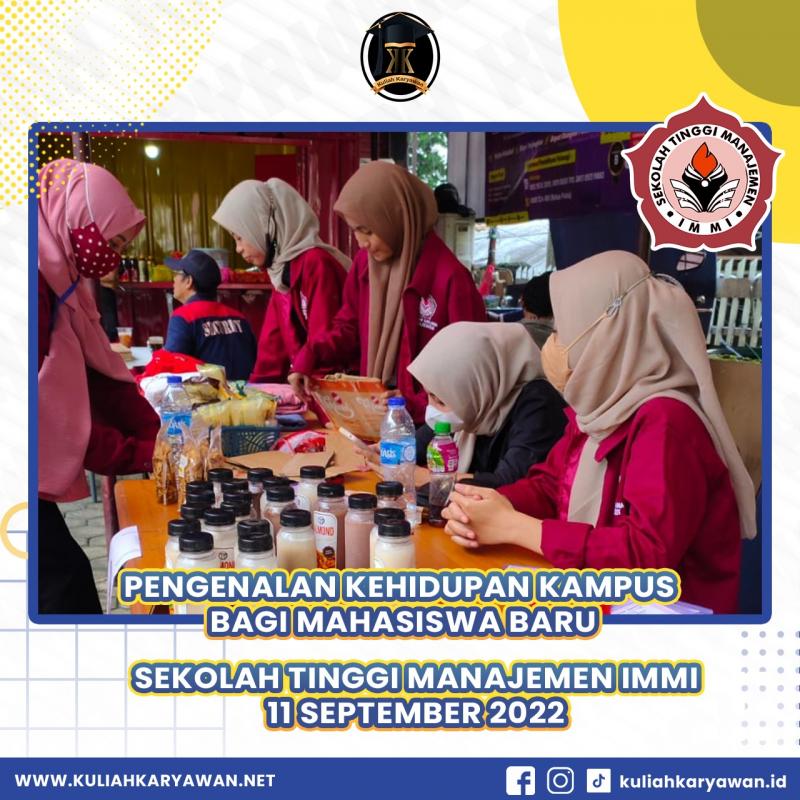 Kuliah Karyawan
SEKOLAH TINGGI MANAJEMEN
IMMI
PENGENALAN KEHIDUPAN KAMPUS
BAGI MAHASISWA BARU
SEKOLAH TINGGI MANAJEMEN IMMI
11 SEPTEMBER 2022
WWW.KULIAHKARYAWAN.NET
kuliahkaryawan.id